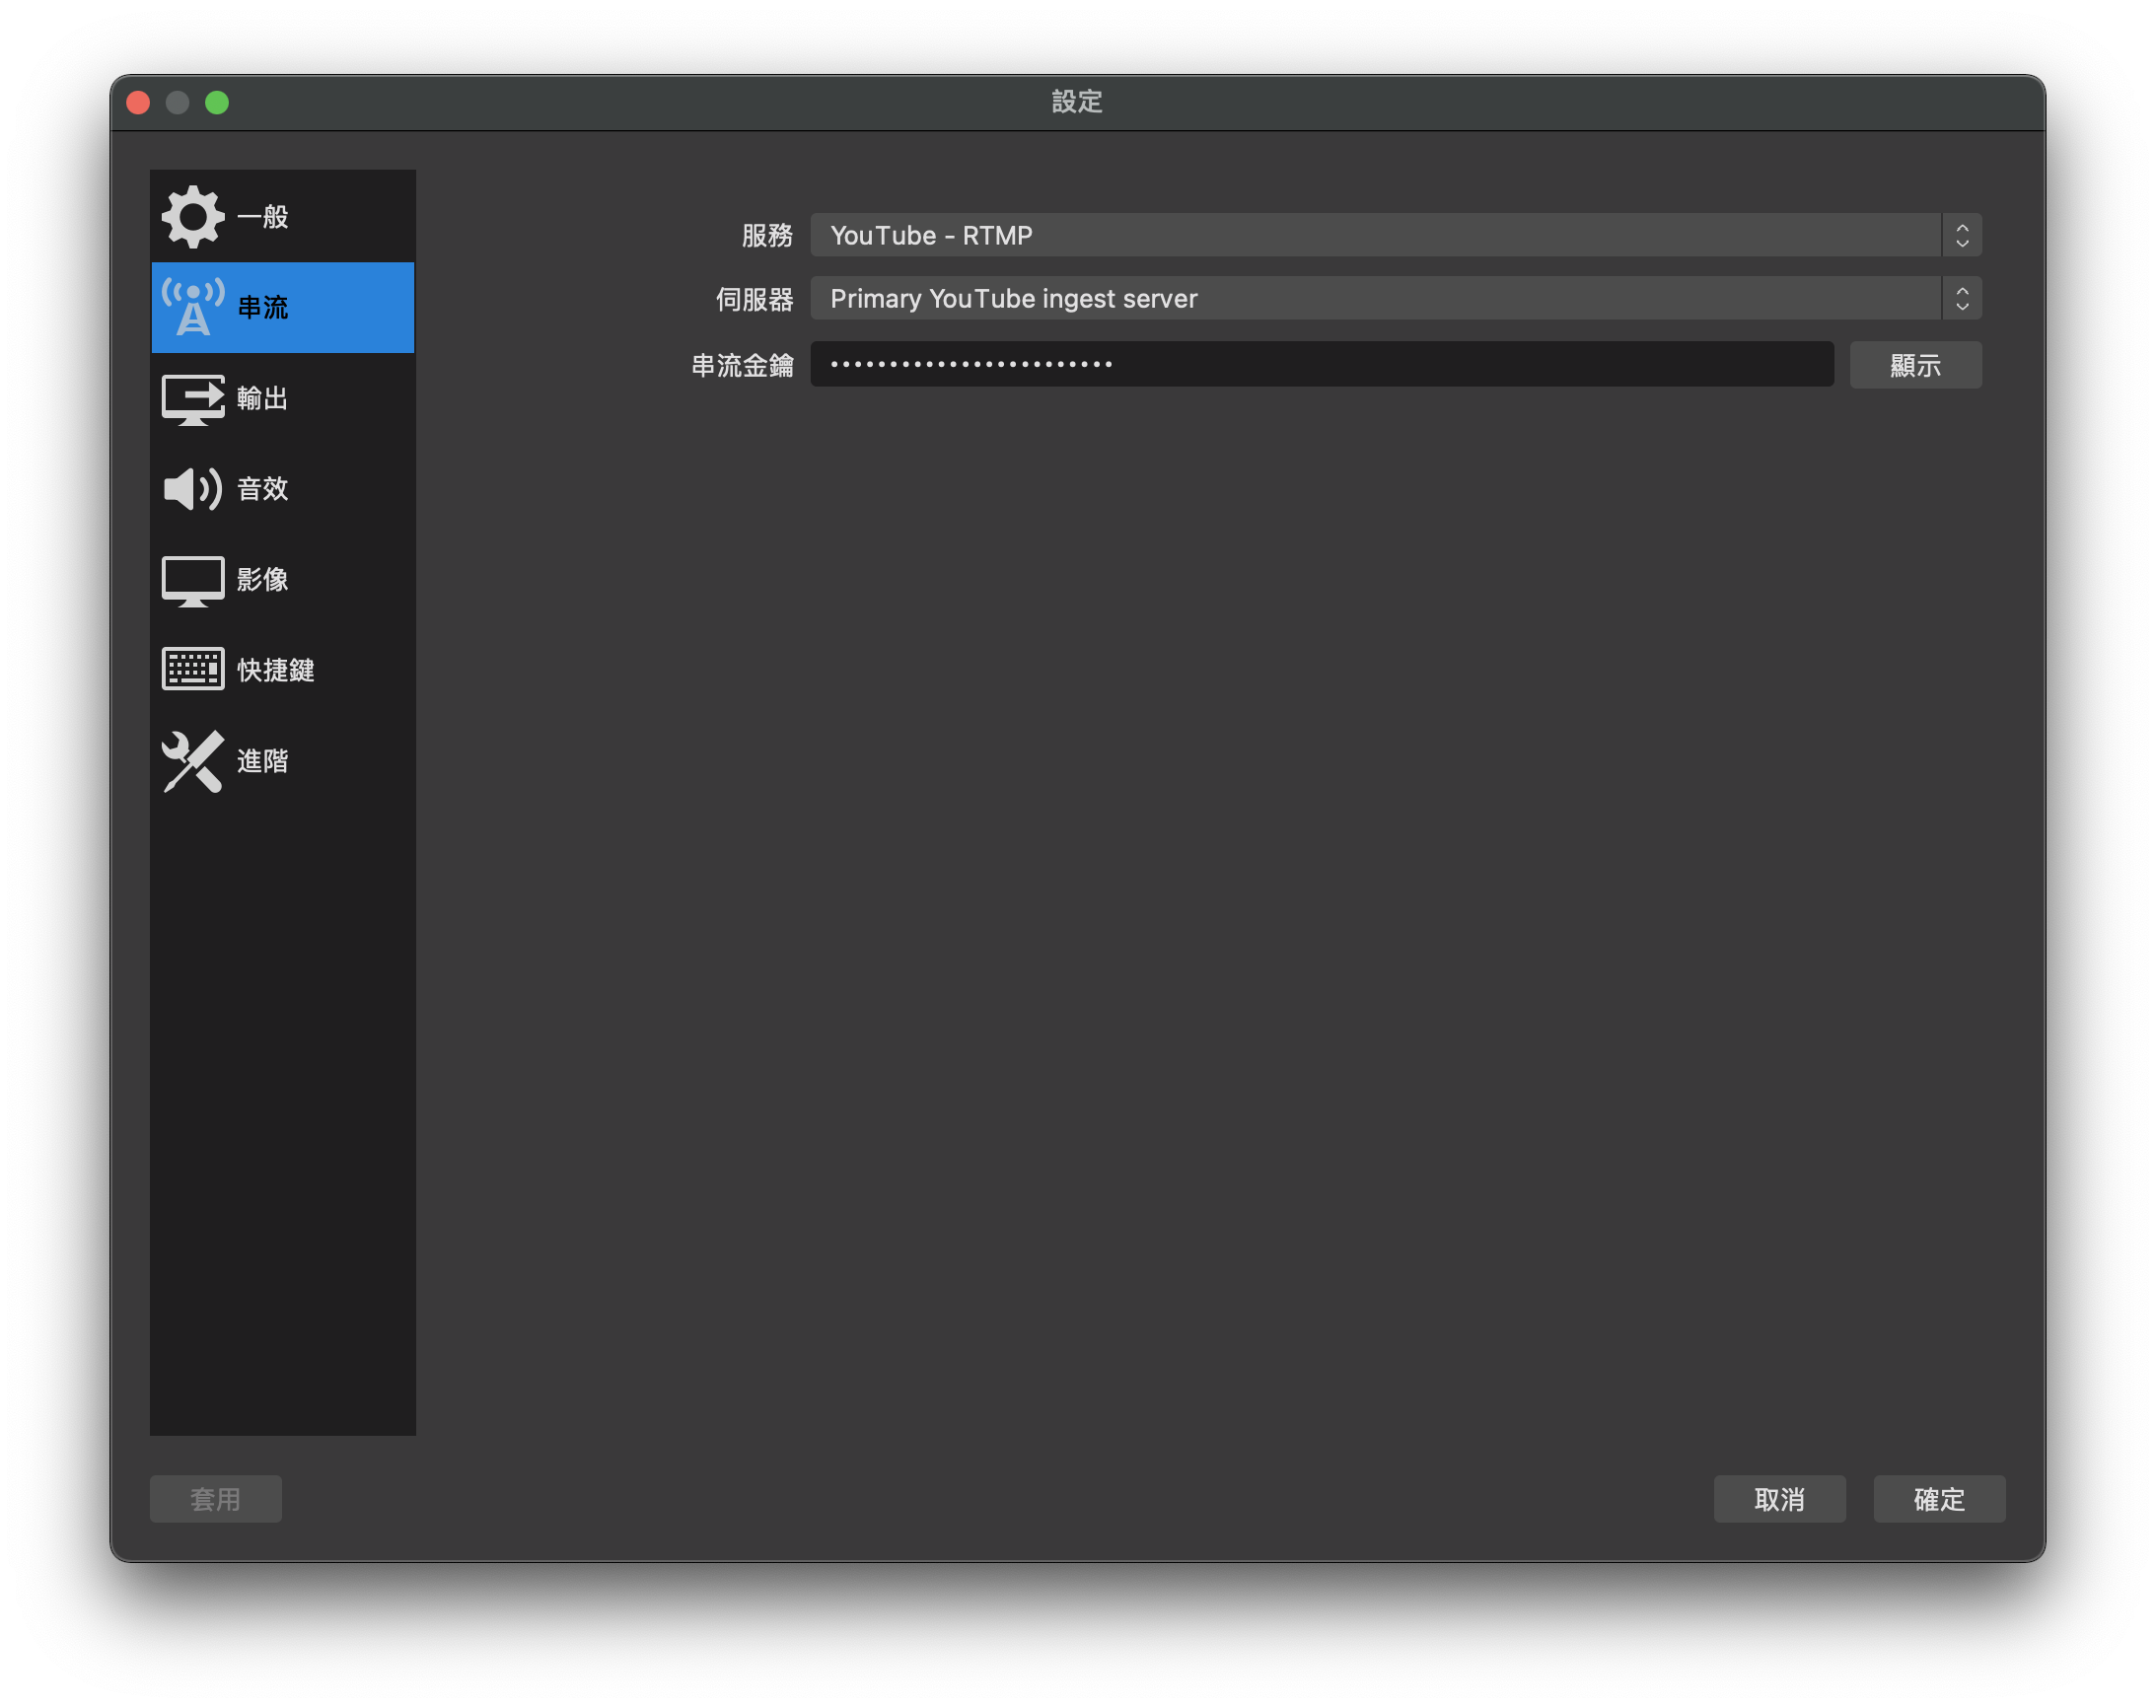 設定
一般
串流
輸出
音效
影像
快捷鍵
進階
服務 YouTube - RTMP
伺服器 Primary YouTube ingest server
串流金鑰 •••••••••••••••••••••••• 顯示
套用 取消 確定